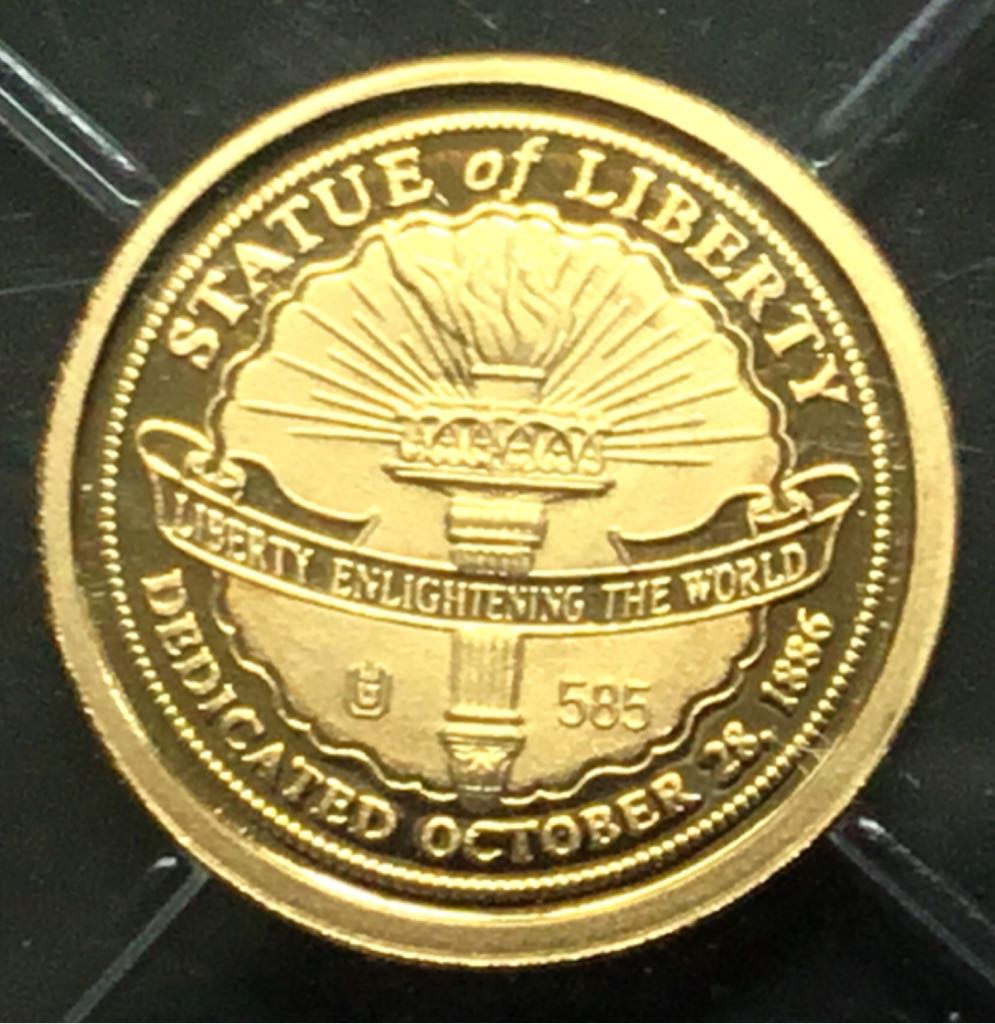 STATUE of LIBERTY
LIBERTY ENLIGHTENING THE WORLD
585
DEDICATED OCTOBER 28, 1886